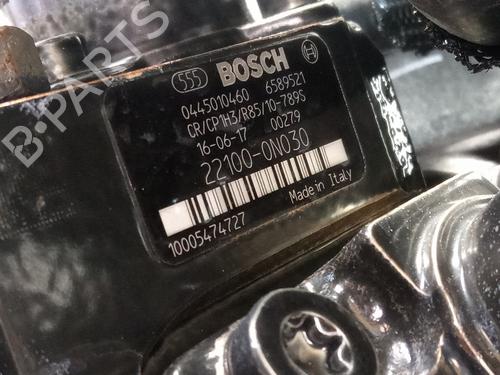 555 BOSCH
0445010460 6589521
CR/CP1H3/R85/10-789S
16-06-17 00279
22100-0N030
10005474727 Made in Italy
B-PARTS